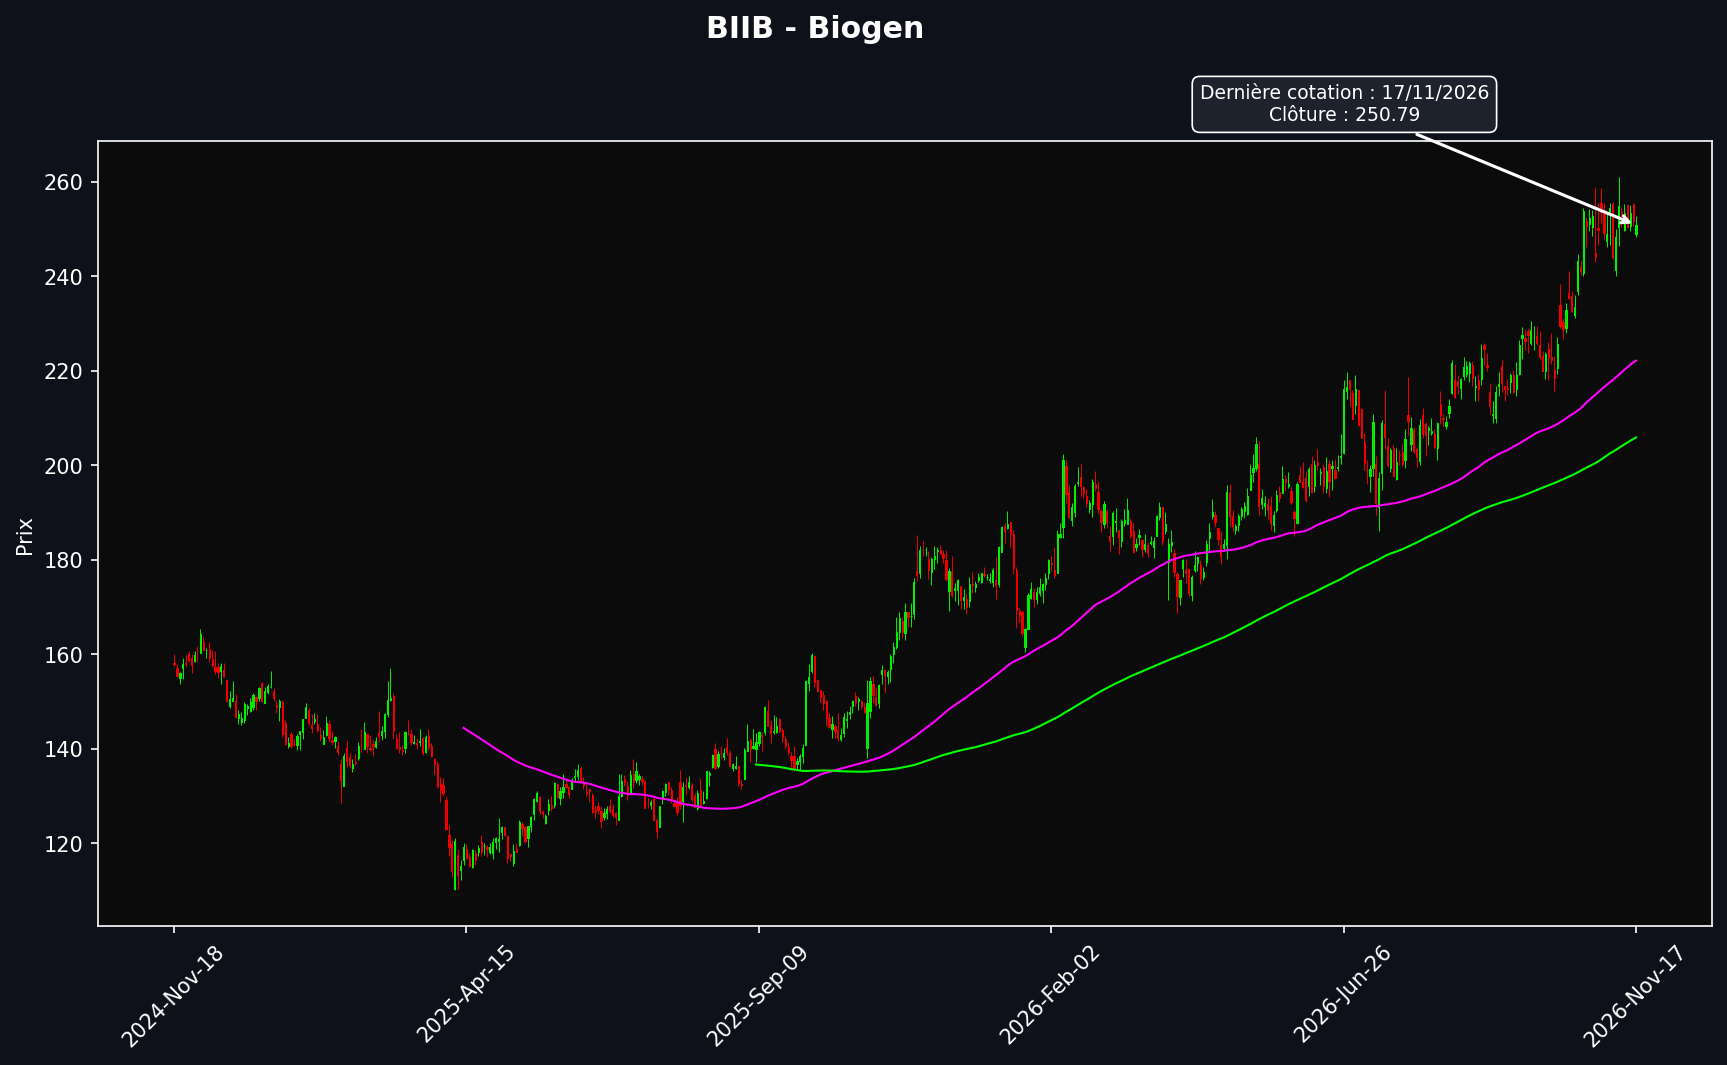 BIIB - Biogen
Dernière cotation : 17/11/2026
Clôture : 250.79
260
240
220
200
180
160
140
120
Prix
2024-Nov-18
2025-Apr-15
2025-Sep-09
2026-Feb-02
2026-Jun-26
2026-Nov-17